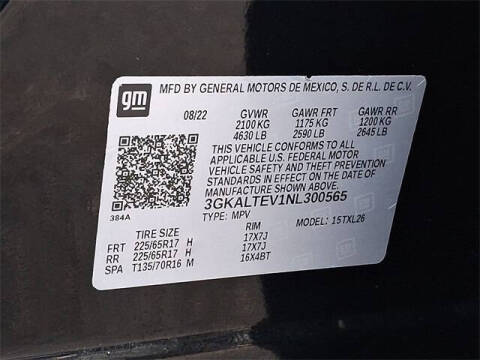 gm
MFD BY GENERAL MOTORS DE MEXICO, S. DE R.L. DE C.V.
08/22 GVWR GAWR FRT GAWR RR
2100 KG 1175 KG 1200 KG
4630 LB 2590 LB 2645 LB
THIS VEHICLE CONFORMS TO ALL
APPLICABLE U.S. FEDERAL MOTOR
VEHICLE SAFETY AND THEFT PREVENTION
STANDARDS IN EFFECT ON THE DATE OF
MANUFACTURE SHOWN ABOVE.
384A 3GKALTEV1NL300565
TYPE: MPV MODEL: 15TXL26
TIRE SIZE RIM
FRT 225/65R17 H 17X7J
RR 225/65R17 H 17X7J
SPA T135/70R16 M 16X4BT